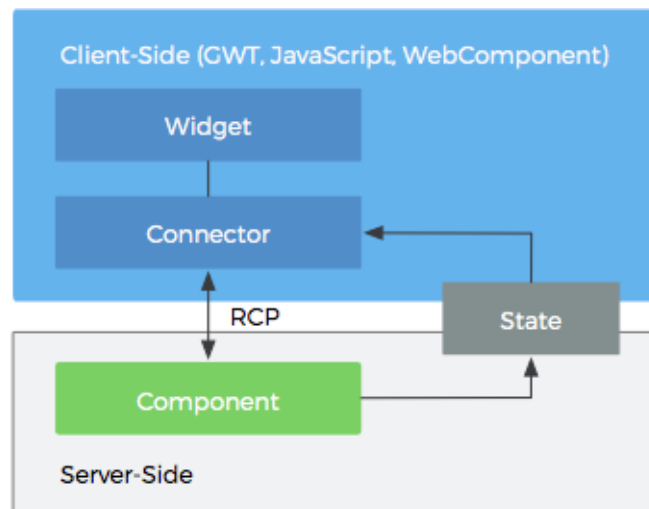 Client-Side (GWT, JavaScript, WebComponent)
Widget
Connector
RCP
State
Component
Server-Side